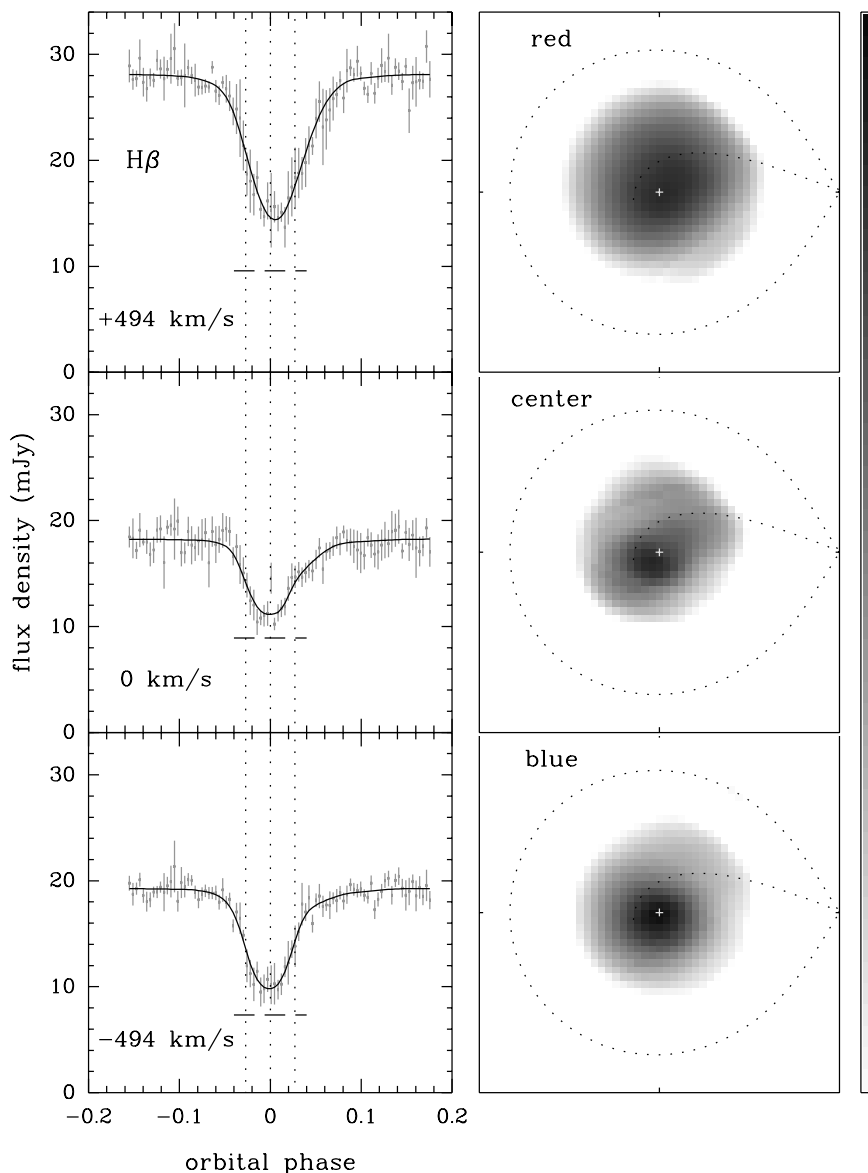 30
20
10
0
Hβ
+494 km/s
red
30
20
10
0
0 km/s
center
flux density (mJy)
30
20
10
0
−494 km/s
blue
−0.2 −0.1 0 0.1 0.2
orbital phase